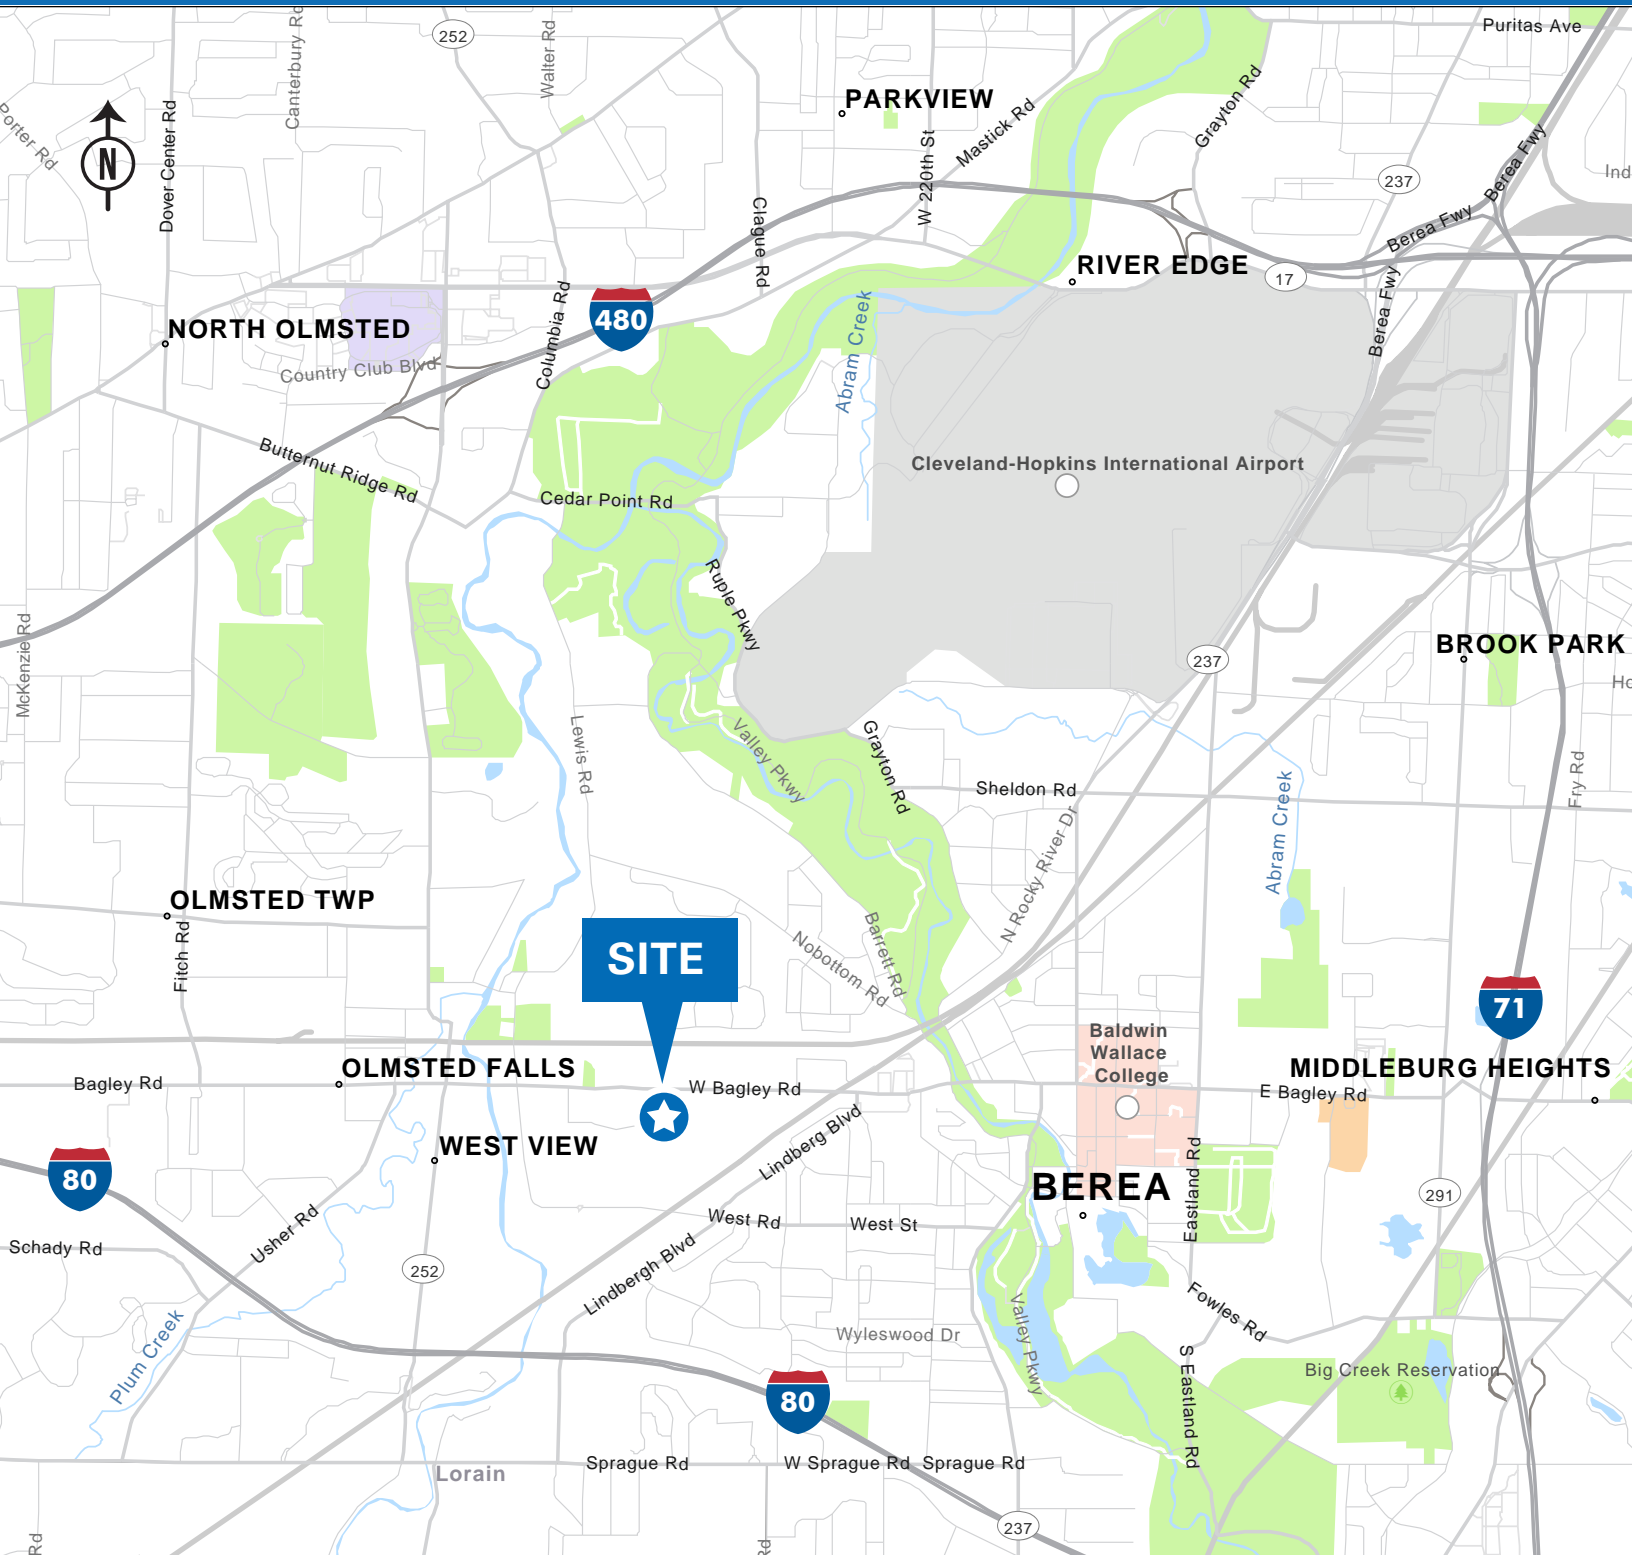 Puritas Ave
252
Canterbury Rd
Walter Rd
PARKVIEW
Grayton Rd
Mastick Rd
Porter Rd
N
Dover Center Rd
W 220th St
Berea Fwy
237
Ind
Clague Rd
Berea Fwy
RIVER EDGE
17
Berea Fwy
480
Columbia Rd
NORTH OLMSTED
Abram Creek
Country Club Blvd
Butternut Ridge Rd
Cleveland-Hopkins International Airport
Cedar Point Rd
Ruple Pkwy
McKenzie Rd
237
BROOK PARK
Ho
Lewis Rd
Valley Pkwy
Grayton Rd
Sheldon Rd
Fry Rd
Abram Creek
N Rocky River Dr
OLMSTED TWP
Fitch Rd
SITE
Nobottom Rd
Barrett Rd
71
Baldwin
Wallace
College
OLMSTED FALLS
MIDDLEBURG HEIGHTS
Bagley Rd
W Bagley Rd
E Bagley Rd
WEST VIEW
Lindberg Blvd
80
BEREA
Eastland Rd
291
West Rd
West St
Usher Rd
Schady Rd
252
Lindbergh Blvd
Fowles Rd
Plum Creek
Wyleswood Dr
Valley Pkwy
S Eastland Rd
Big Creek Reservation
80
Sprague Rd
W Sprague Rd
Sprague Rd
Lorain
237
Rd
Rd